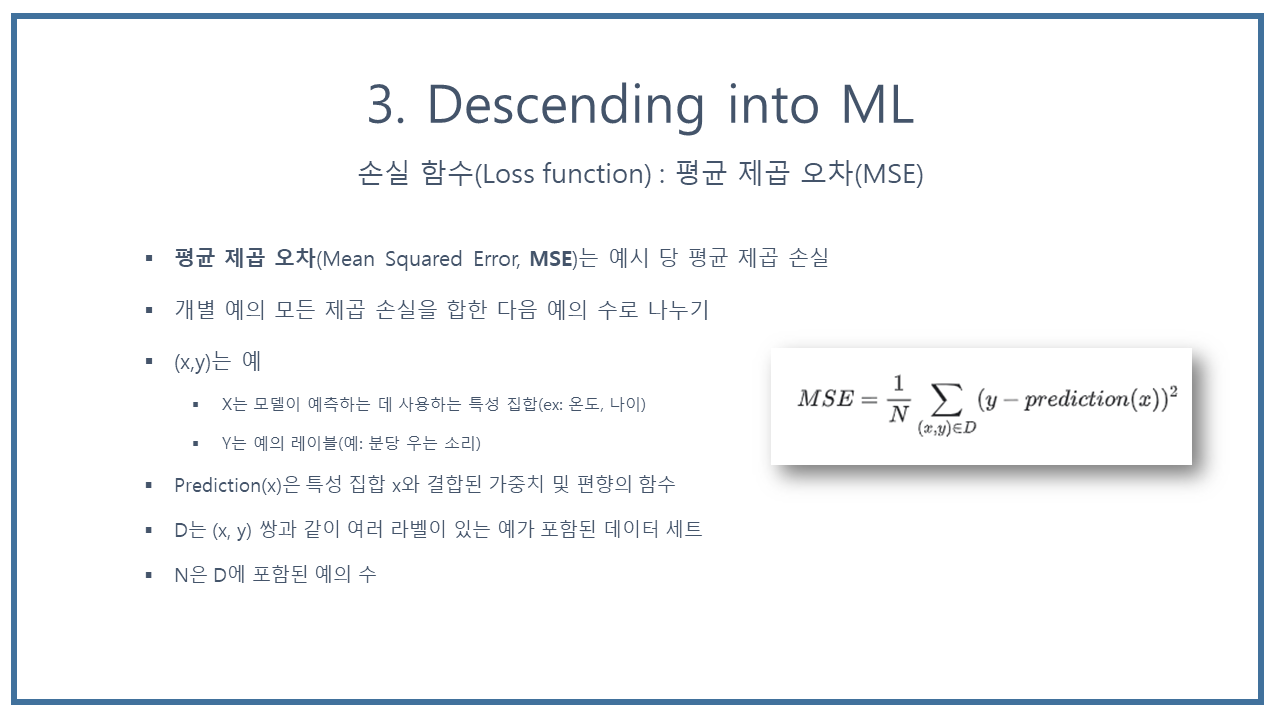 3. Descending into ML
손실 함수(Loss function) : 평균 제곱 오차(MSE)
▪ 평균 제곱 오차(Mean Squared Error, MSE)는 예시 당 평균 제곱 손실
▪ 개별 예의 모든 제곱 손실을 합한 다음 예의 수로 나누기
▪ (x,y)는 예
▪ X는 모델이 예측하는 데 사용하는 특성 집합(ex: 온도, 나이)
▪ Y는 예의 레이블(예: 분당 우는 소리)
▪ Prediction(x)은 특성 집합 x와 결합된 가중치 및 편향의 함수
▪ D는 (x, y) 쌍과 같이 여러 라벨이 있는 예가 포함된 데이터 세트
▪ N은 D에 포함된 예의 수
MSE = 1/N ∑(x,y)∈D (y − prediction(x))²